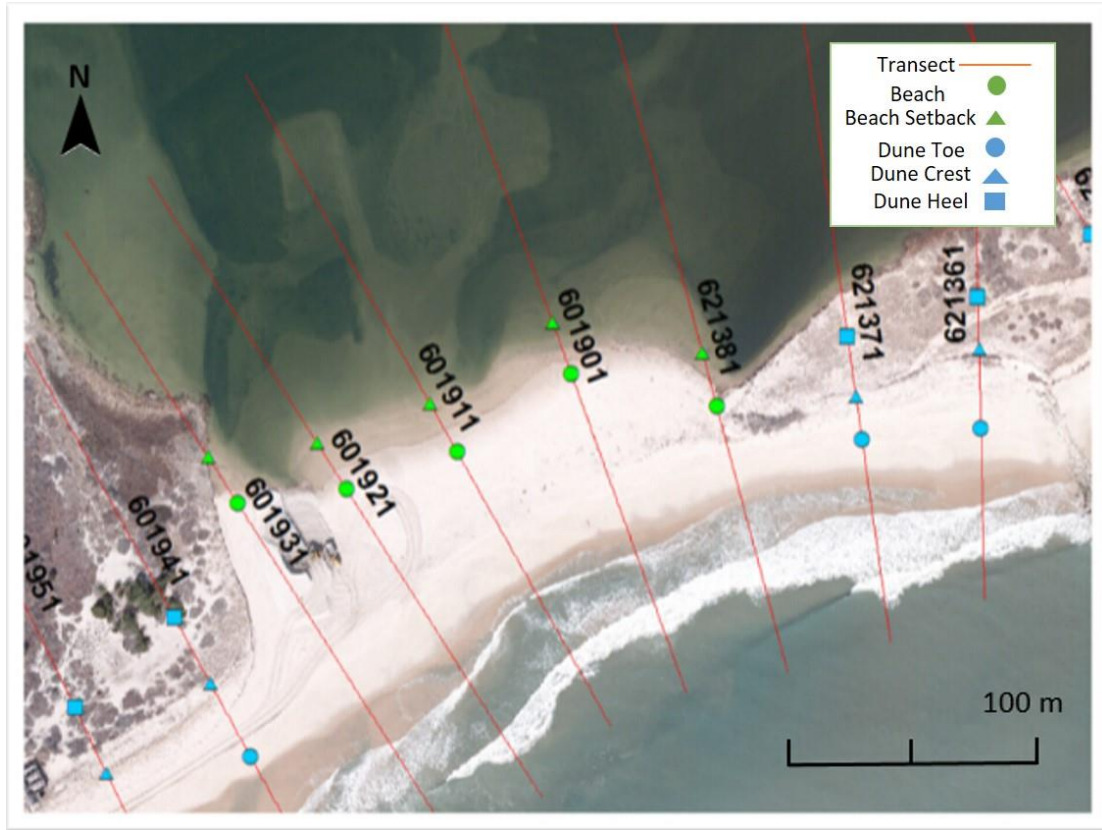 N
Transect
Beach
Beach Setback
Dune Toe
Dune Crest
Dune Heel
62
621361
621371
621381
601901
601911
601921
601931
601941
100 m